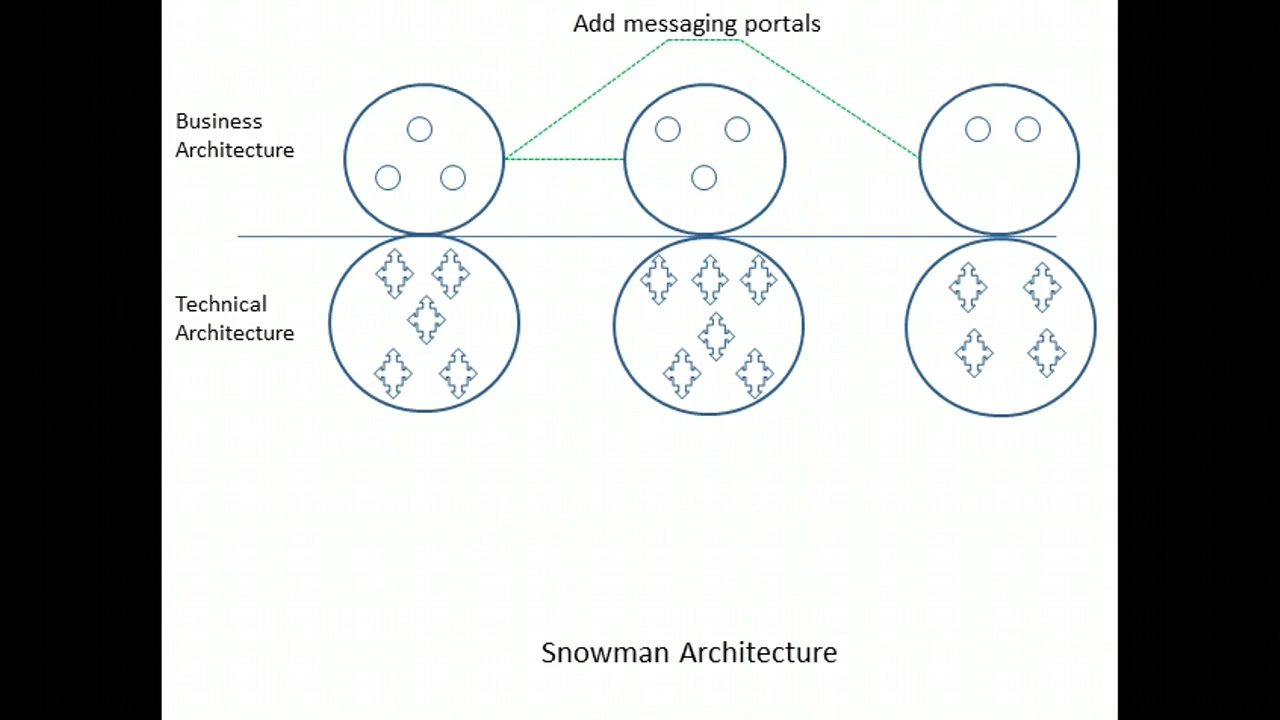 Add messaging portals
Business
Architecture
Technical
Architecture
Snowman Architecture